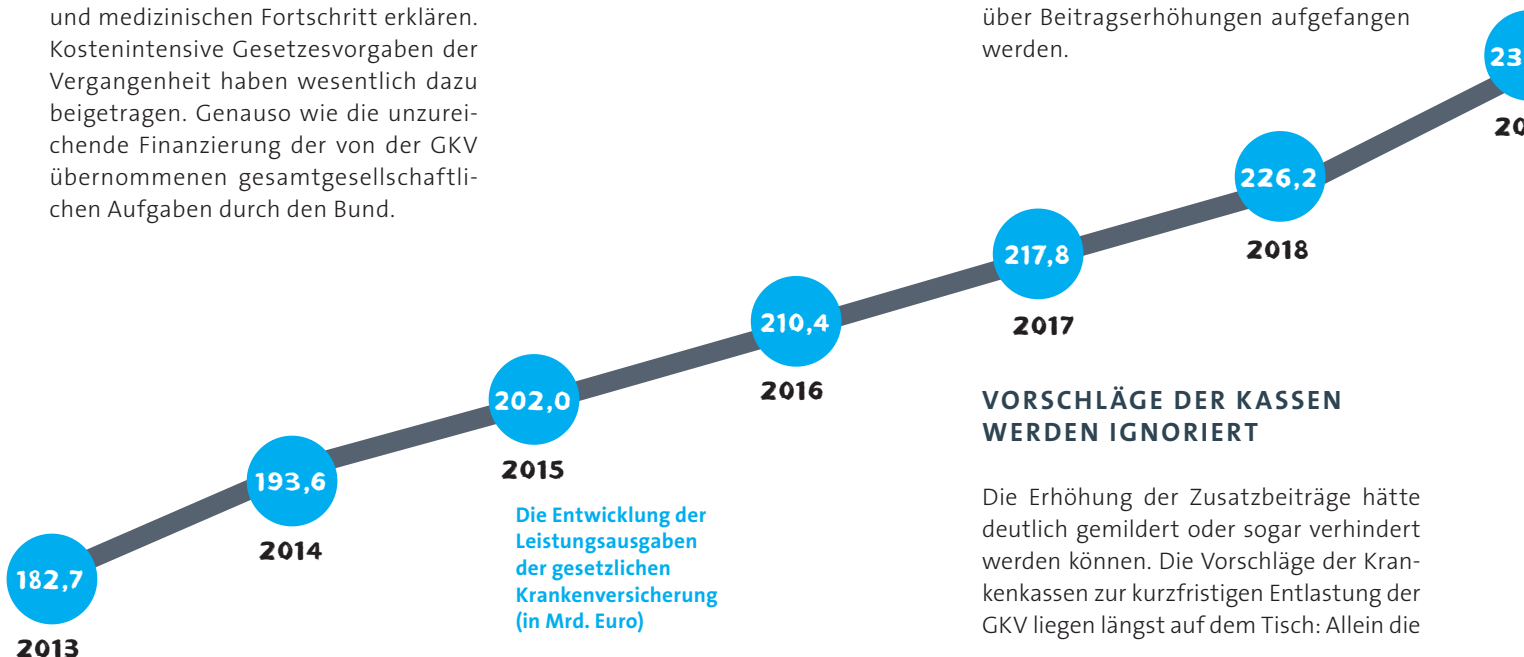 und medizinischen Fortschritt erklären.
Kostenintensive Gesetzesvorgaben der
Vergangenheit haben wesentlich dazu
beigetragen. Genauso wie die unzurei-
chende Finanzierung der von der GKV
übernommenen gesamtgesellschaftli-
chen Aufgaben durch den Bund.
182,7
2013
193,6
2014
202,0
2015
210,4
2016
217,8
2017
226,2
2018
Die Entwicklung der
Leistungsausgaben
der gesetzlichen
Krankenversicherung
(in Mrd. Euro)
über Beitragserhöhungen aufgefangen
werden.
VORSCHLÄGE DER KASSEN
WERDEN IGNORIERT
Die Erhöhung der Zusatzbeiträge hätte
deutlich gemildert oder sogar verhindert
werden können. Die Vorschläge der Kran-
kenkassen zur kurzfristigen Entlastung der
GKV liegen längst auf dem Tisch: Allein die